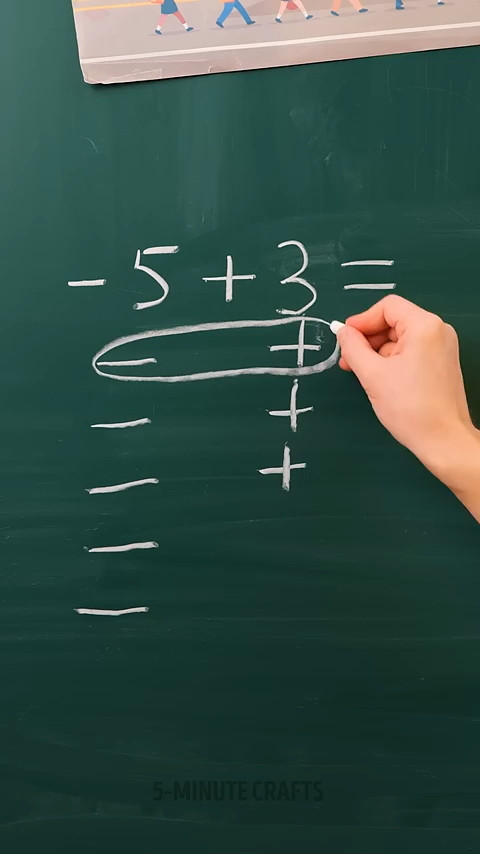 - 5 + 3 =
- +
- +
- +
-
-
5-MINUTE CRAFTS